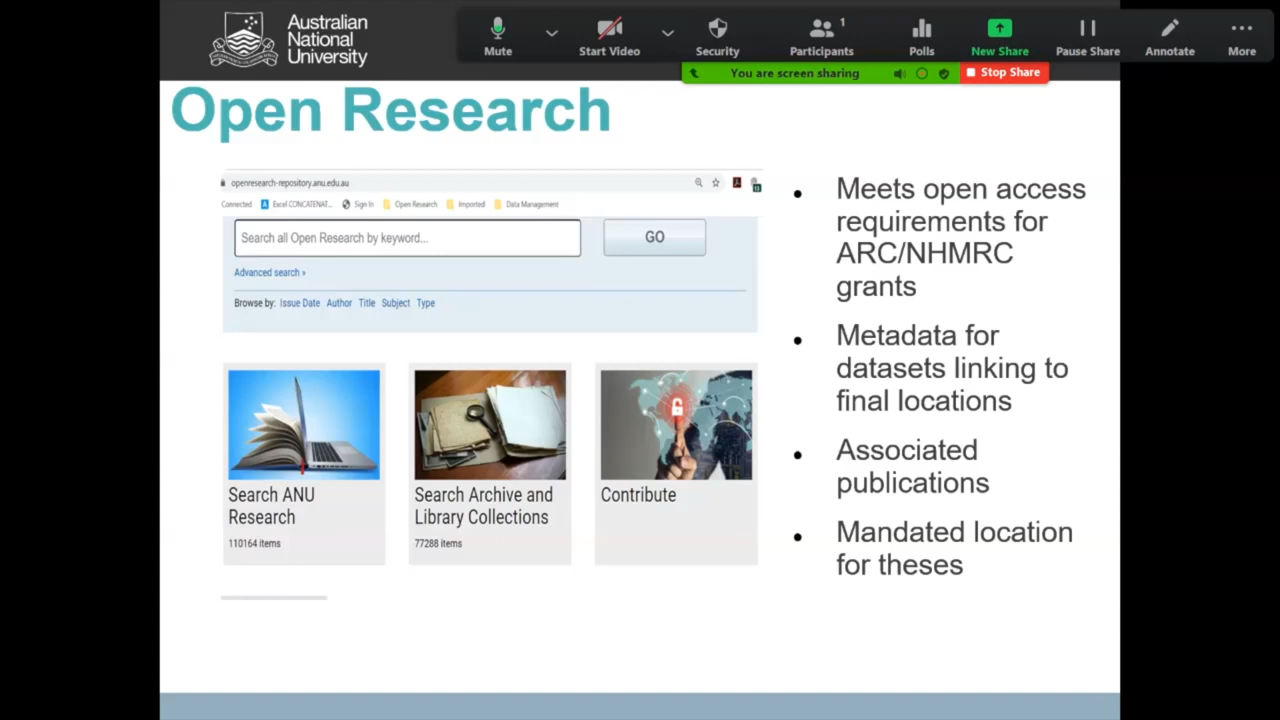 Australian
National
University
Mute
Start Video
Security
Participants
1
Polls
New Share
Pause Share
Annotate
More
You are screen sharing
Stop Share
Open Research
openresearch-repository.anu.edu.au
Connected
Excel CONCATENAT...
Sign In
Open Research
Imported
Data Management
Search all Open Research by keyword...
GO
Advanced search »
Browse by: Issue Date Author Title Subject Type
Search ANU
Research
110164 items
Search Archive and
Library Collections
77288 items
Contribute
• Meets open access
requirements for
ARC/NHMRC
grants
• Metadata for
datasets linking to
final locations
• Associated
publications
• Mandated location
for theses